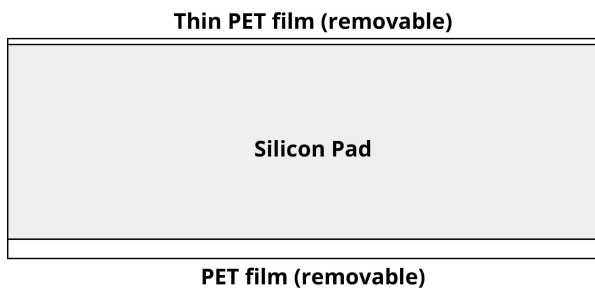 Thin PET film (removable)
Silicon Pad
PET film (removable)